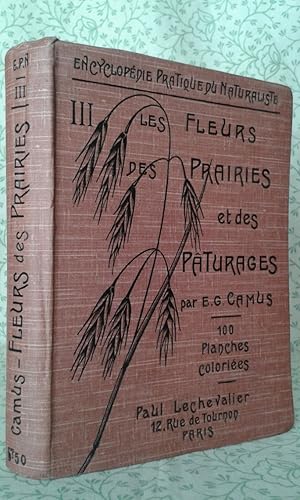 ENCYCLOPÉDIE PRATIQUE DU NATURALISTE
III LES FLEURS
DES PRAIRIES
et des
PATURAGES
par E.G. CAMUS
100
Planches
coloriées
Paul Lechevalier
12, Rue de Tournon
PARIS
E.P.N III
Camus - FLEURS des PRAIRIES